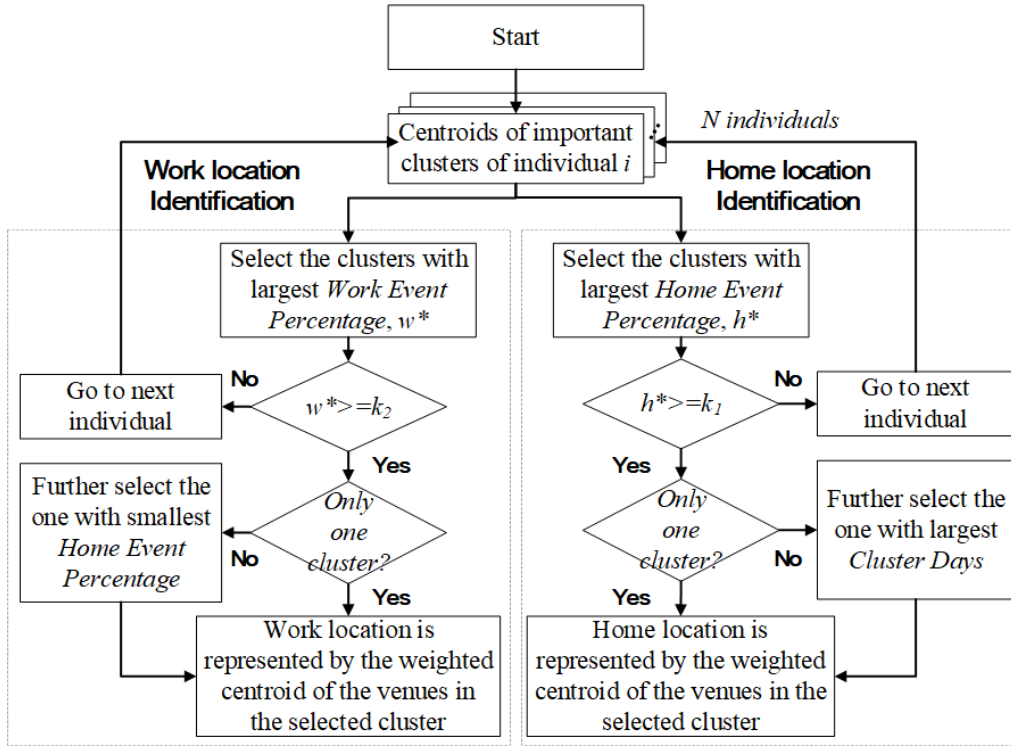 Start
Centroids of important
clusters of individual i
N individuals
Work location
Identification
Home location
Identification
Select the clusters with
largest Work Event
Percentage, w*
Select the clusters with
largest Home Event
Percentage, h*
Go to next
individual
No
w*>=k₂
h*>=k₁
No
Go to next
individual
Yes
Yes
Further select the
one with smallest
Home Event
Percentage
No
Only
one
cluster?
Only
one
cluster?
No
Further select the
one with largest
Cluster Days
Yes
Yes
Work location is
represented by the weighted
centroid of the venues in
the selected cluster
Home location is
represented by the weighted
centroid of the venues in the
selected cluster